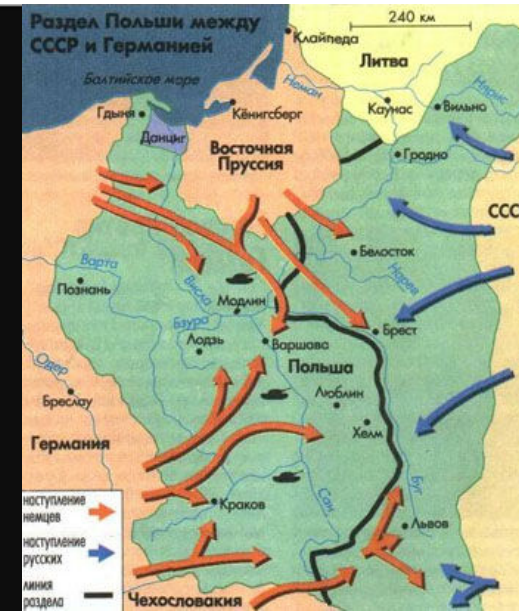 Раздел Польши между
СССР и Германией
240 км
Клайпеда
Литва
Балтийское море
Неман
Нярис
Гдыня
Кёнигсберг
Каунас
Вильно
Данциг
Восточная
Пруссия
Гродно
ССС
Белосток
Варта
Висла
Нарев
Познань
Модлин
Бзура
Брест
Лодзь
Варшава
Польша
Одер
Люблин
Бреслау
Хелм
Германия
Буг
Сан
наступление
немцев
Краков
Львов
наступление
русских
линия
раздела
Чехословакия